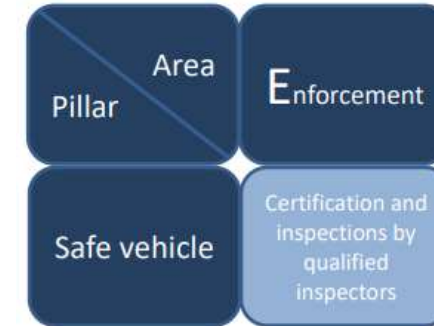 Area
Pillar
Enforcement
Safe vehicle
Certification and
inspections by
qualified
inspectors